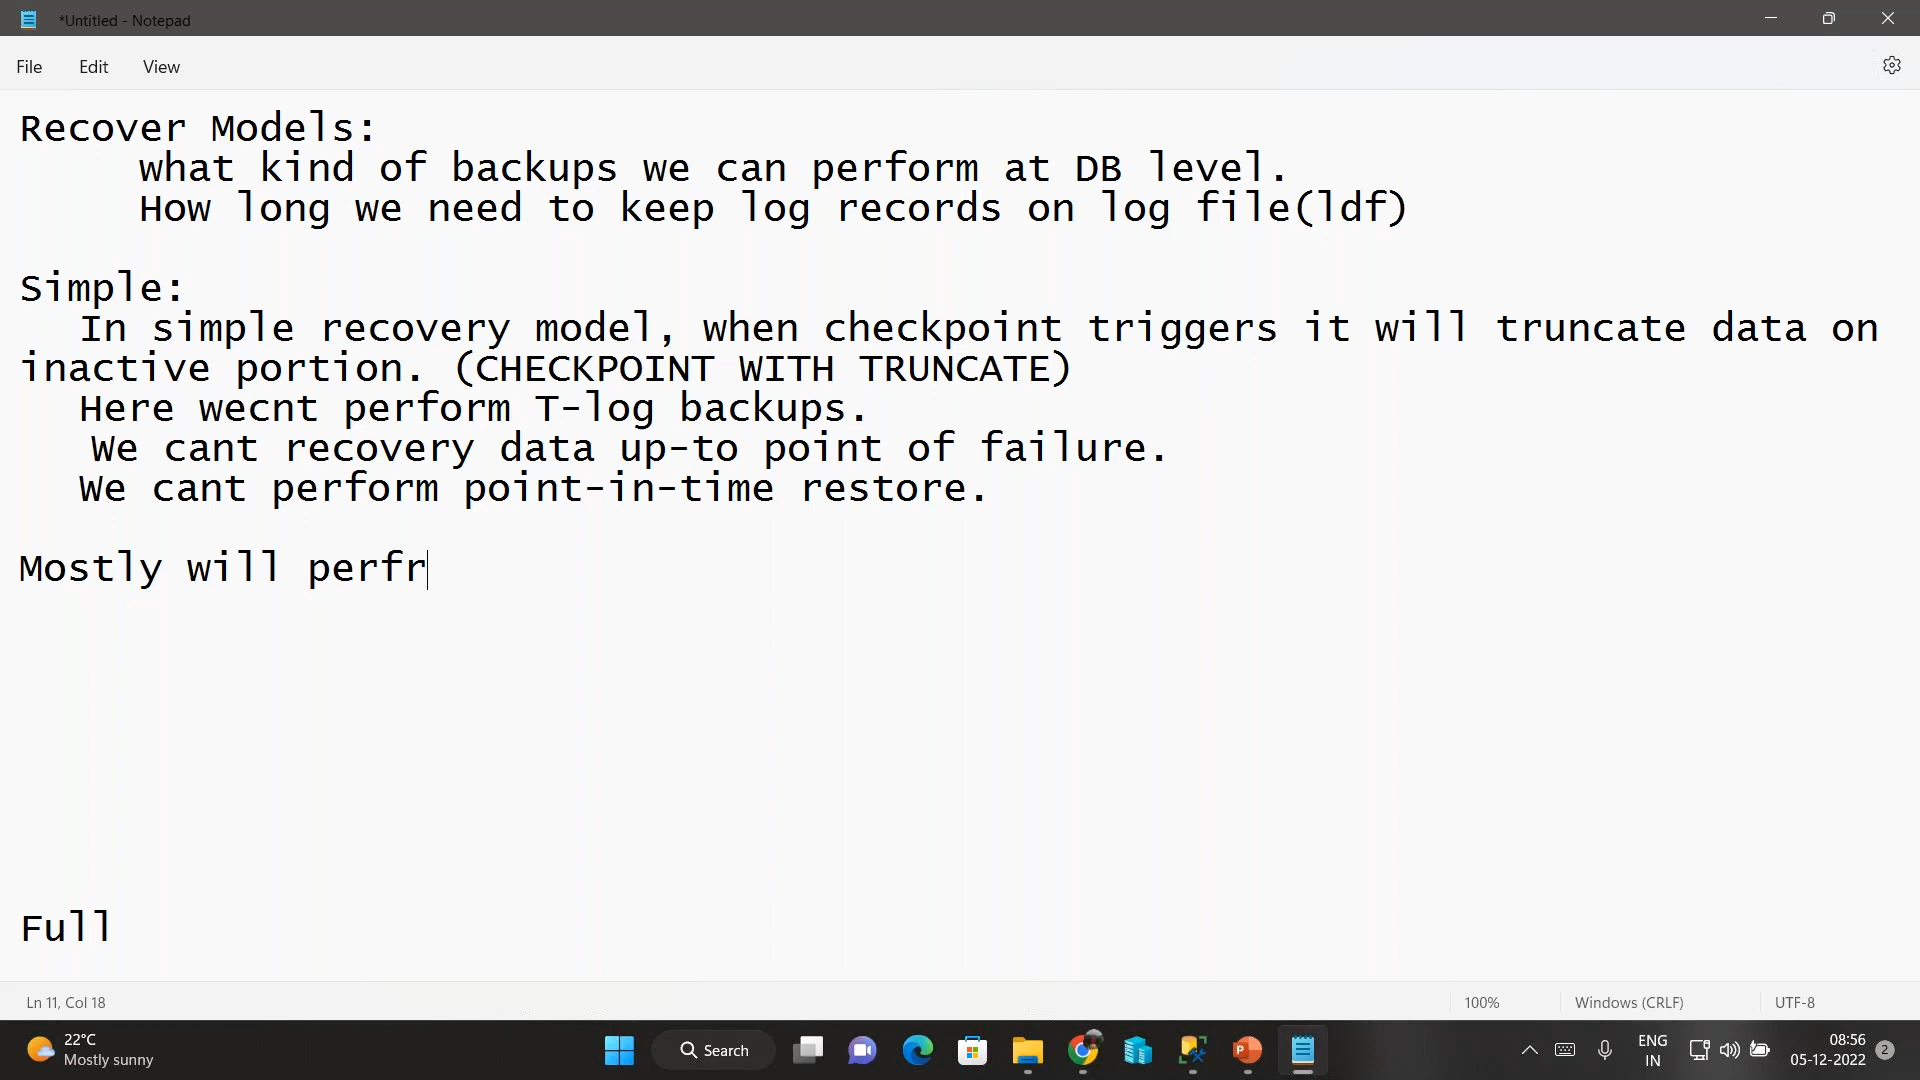 *Untitled - Notepad
File Edit View
Recover Models:
what kind of backups we can perform at DB level.
How long we need to keep log records on log file(ldf)
Simple:
In simple recovery model, when checkpoint triggers it will truncate data on
inactive portion. (CHECKPOINT WITH TRUNCATE)
Here wecnt perform T-log backups.
We cant recovery data up-to point of failure.
We cant perform point-in-time restore.
Mostly will perfr
Full
Ln 11, Col 18 100% Windows (CRLF) UTF-8
22°C
Mostly sunny
Search
ENG
IN
08:56
05-12-2022
2